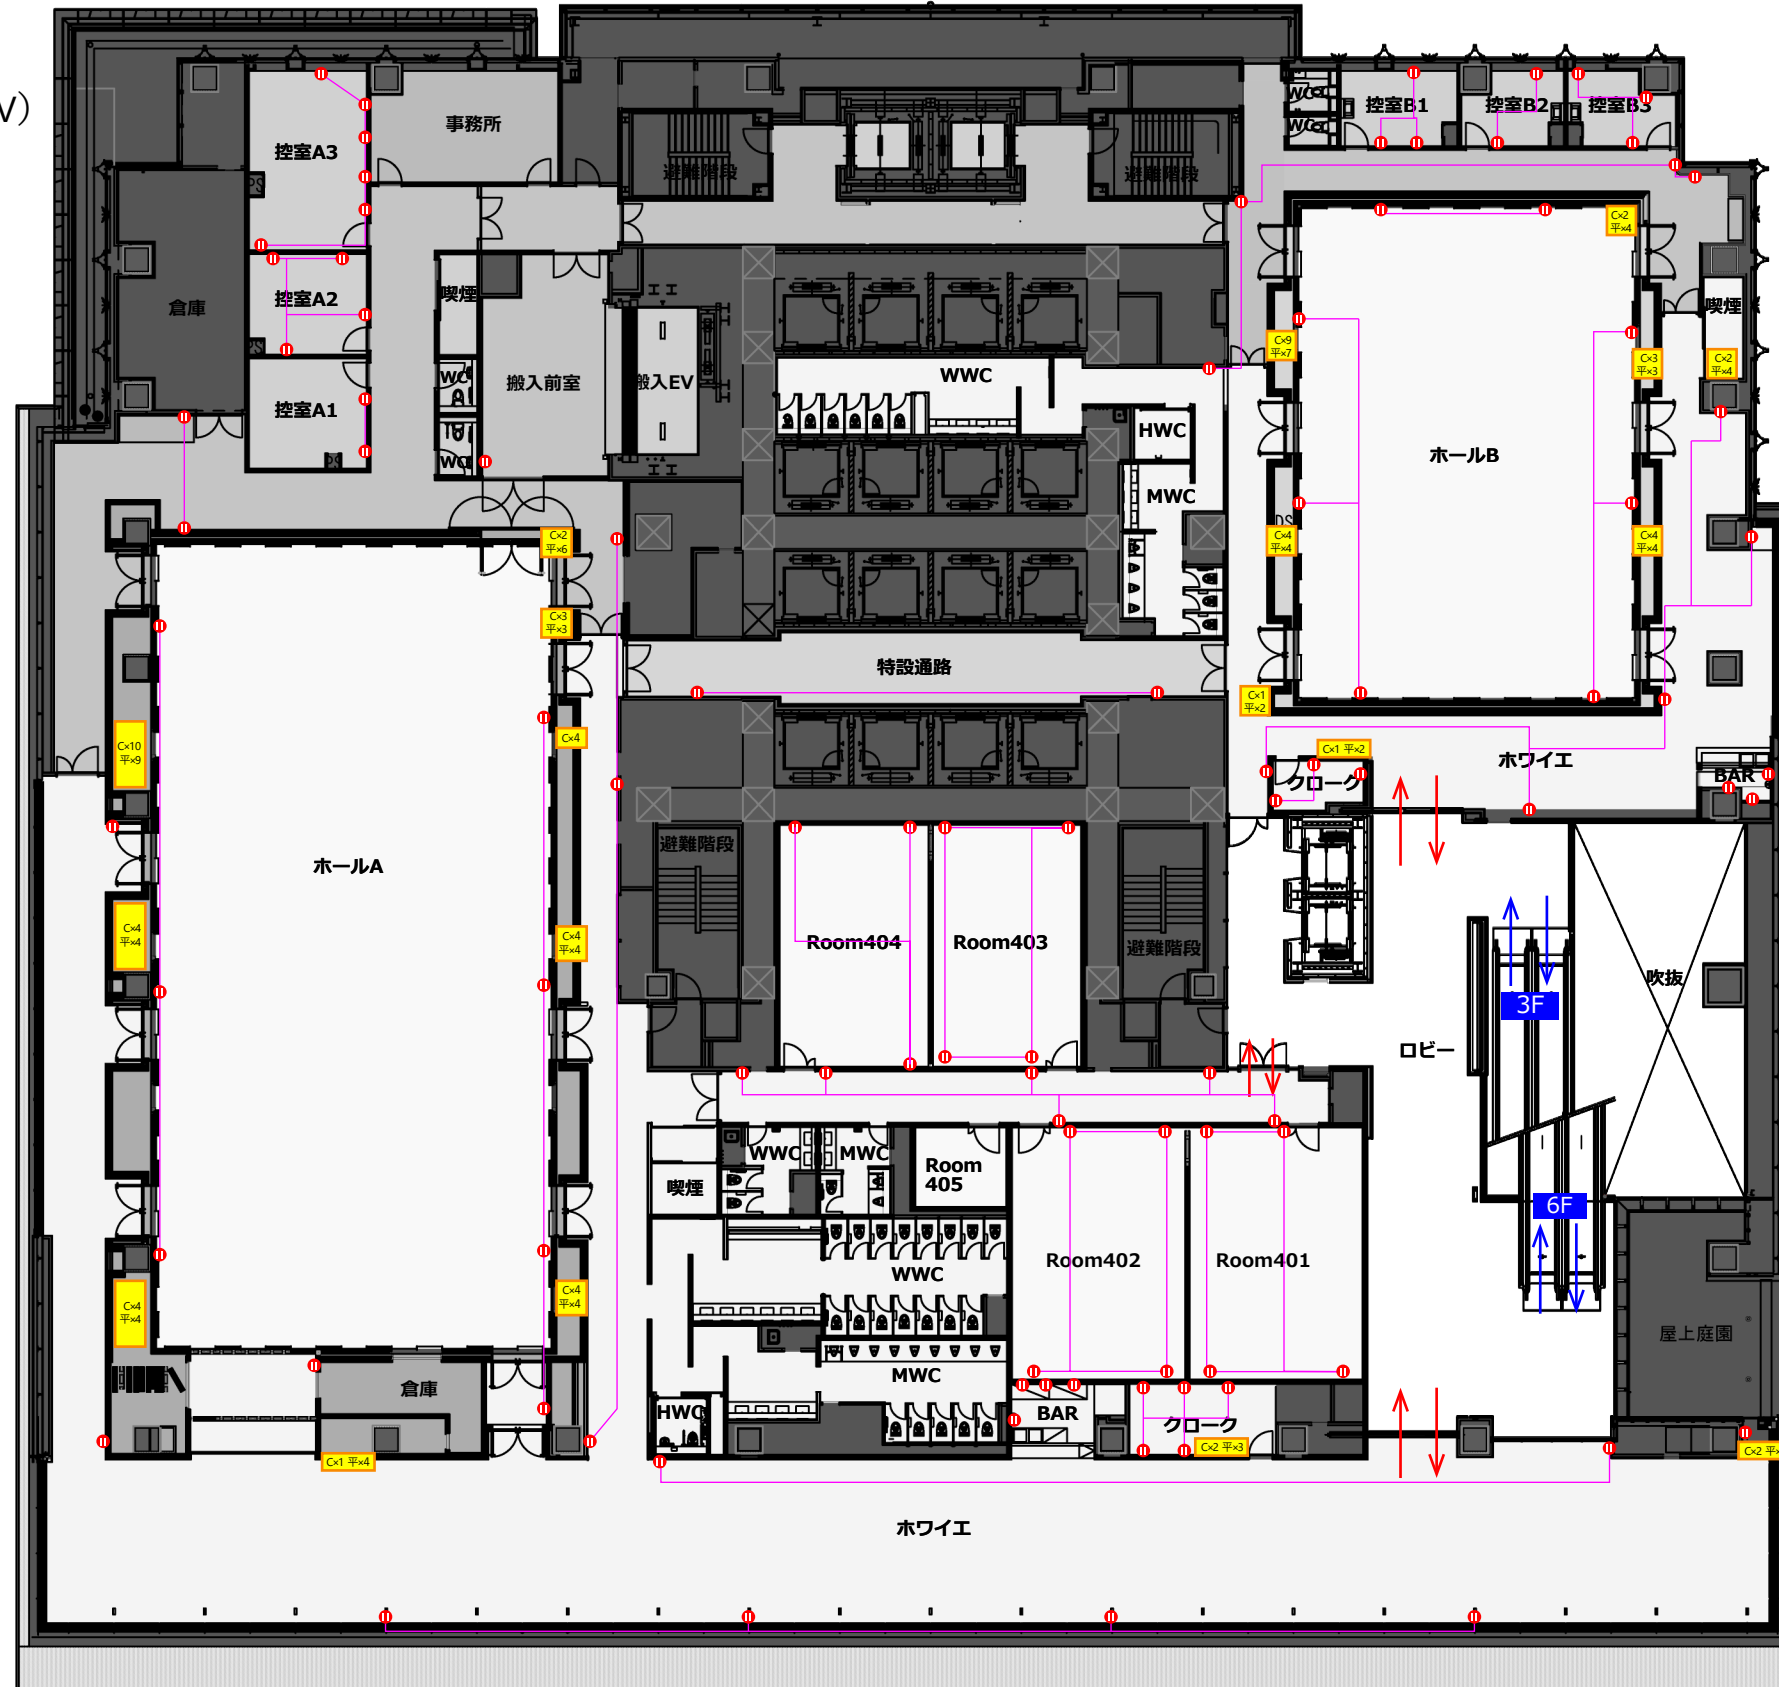 V）
WC
控室B1
控室B2
控室B3
WC
事務所
控室A3
避難階段
避難階段
PS
C×2
平×4
控室A2
喫煙
倉庫
喫煙
PS
C×9
平×7
C×3
平×3
C×2
平×4
WC
搬入前室
搬入EV
WWC
控室A1
HWC
ホールB
PS
WC
MWC
PS
C×2
平×6
C×4
平×4
C×4
平×4
C×3
平×3
特設通路
C×1
平×2
C×10
平×9
C×4
C×1 平×2
ホワイエ
クローク
BAR
避難階段
ホールA
C×4
平×4
C×4
平×4
Room404
Room403
避難階段
吹抜
3F
ロビー
WWC
MWC
Room
405
喫煙
6F
Room402
Room401
WWC
C×4
平×4
C×4
平×4
屋上庭園
MWC
倉庫
HWC
BAR
クローク
C×2 平×3
C×1 平×4
C×2 平×
ホワイエ